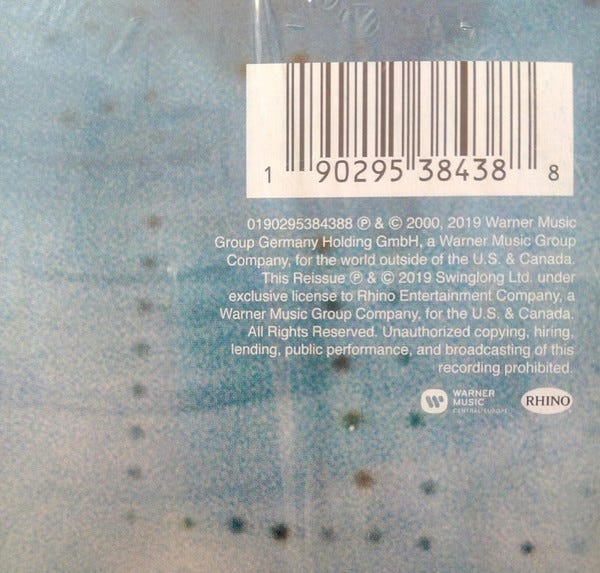 1 90295 38438 8
0190295384388 ℗ & © 2000, 2019 Warner Music
Group Germany Holding GmbH, a Warner Music Group
Company, for the world outside of the U.S. & Canada.
This Reissue ℗ & © 2019 Swinglong Ltd. under
exclusive license to Rhino Entertainment Company, a
Warner Music Group Company, for the U.S. & Canada.
All Rights Reserved. Unauthorized copying, hiring,
lending, public performance, and broadcasting of this
recording prohibited.
WARNER
MUSIC
CENTRAL EUROPE
RHINO